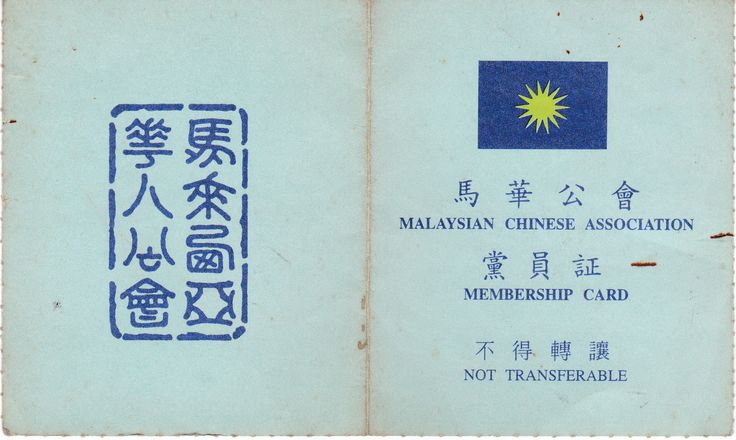 馬來西亞
華人公會
馬華公會
MALAYSIAN CHINESE ASSOCIATION
黨員証
MEMBERSHIP CARD
不得轉讓
NOT TRANSFERABLE